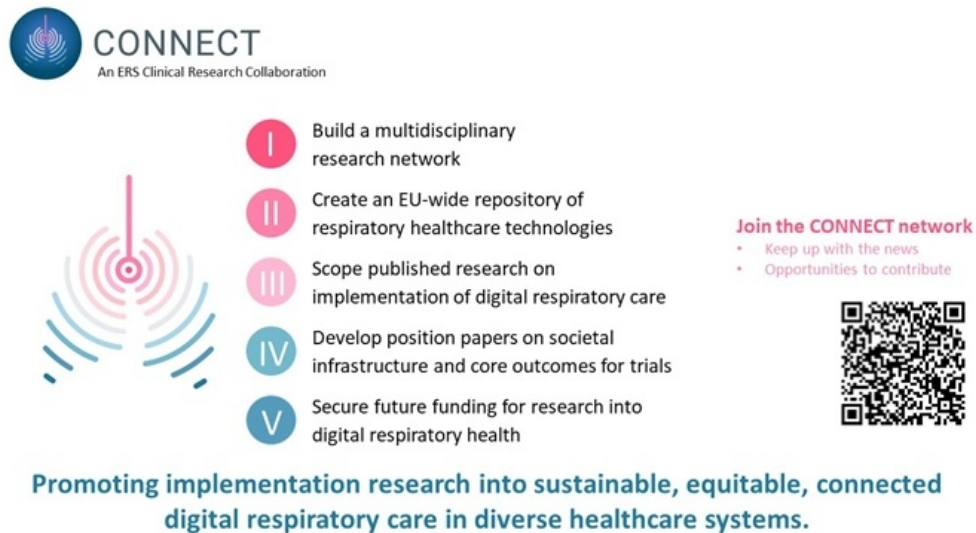 CONNECT
An ERS Clinical Research Collaboration
I
Build a multidisciplinary
research network
II
Create an EU-wide repository of
respiratory healthcare technologies
III
Scope published research on
implementation of digital respiratory care
IV
Develop position papers on societal
infrastructure and core outcomes for trials
V
Secure future funding for research into
digital respiratory health
Join the CONNECT network
• Keep up with the news
• Opportunities to contribute
Promoting implementation research into sustainable, equitable, connected
digital respiratory care in diverse healthcare systems.